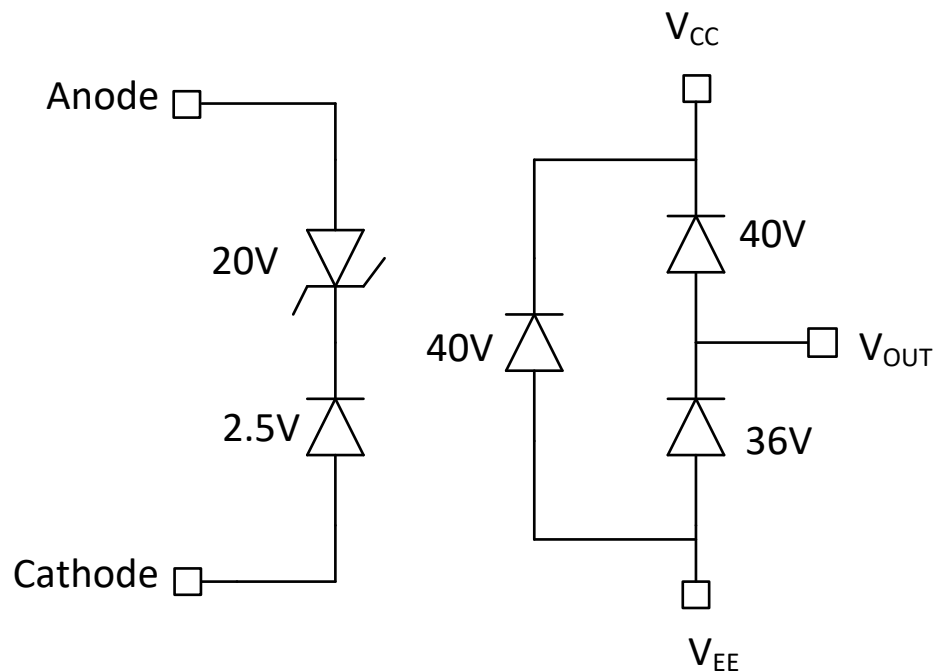 V_CC
Anode
20V
40V
40V
V_OUT
2.5V
36V
Cathode
V_EE